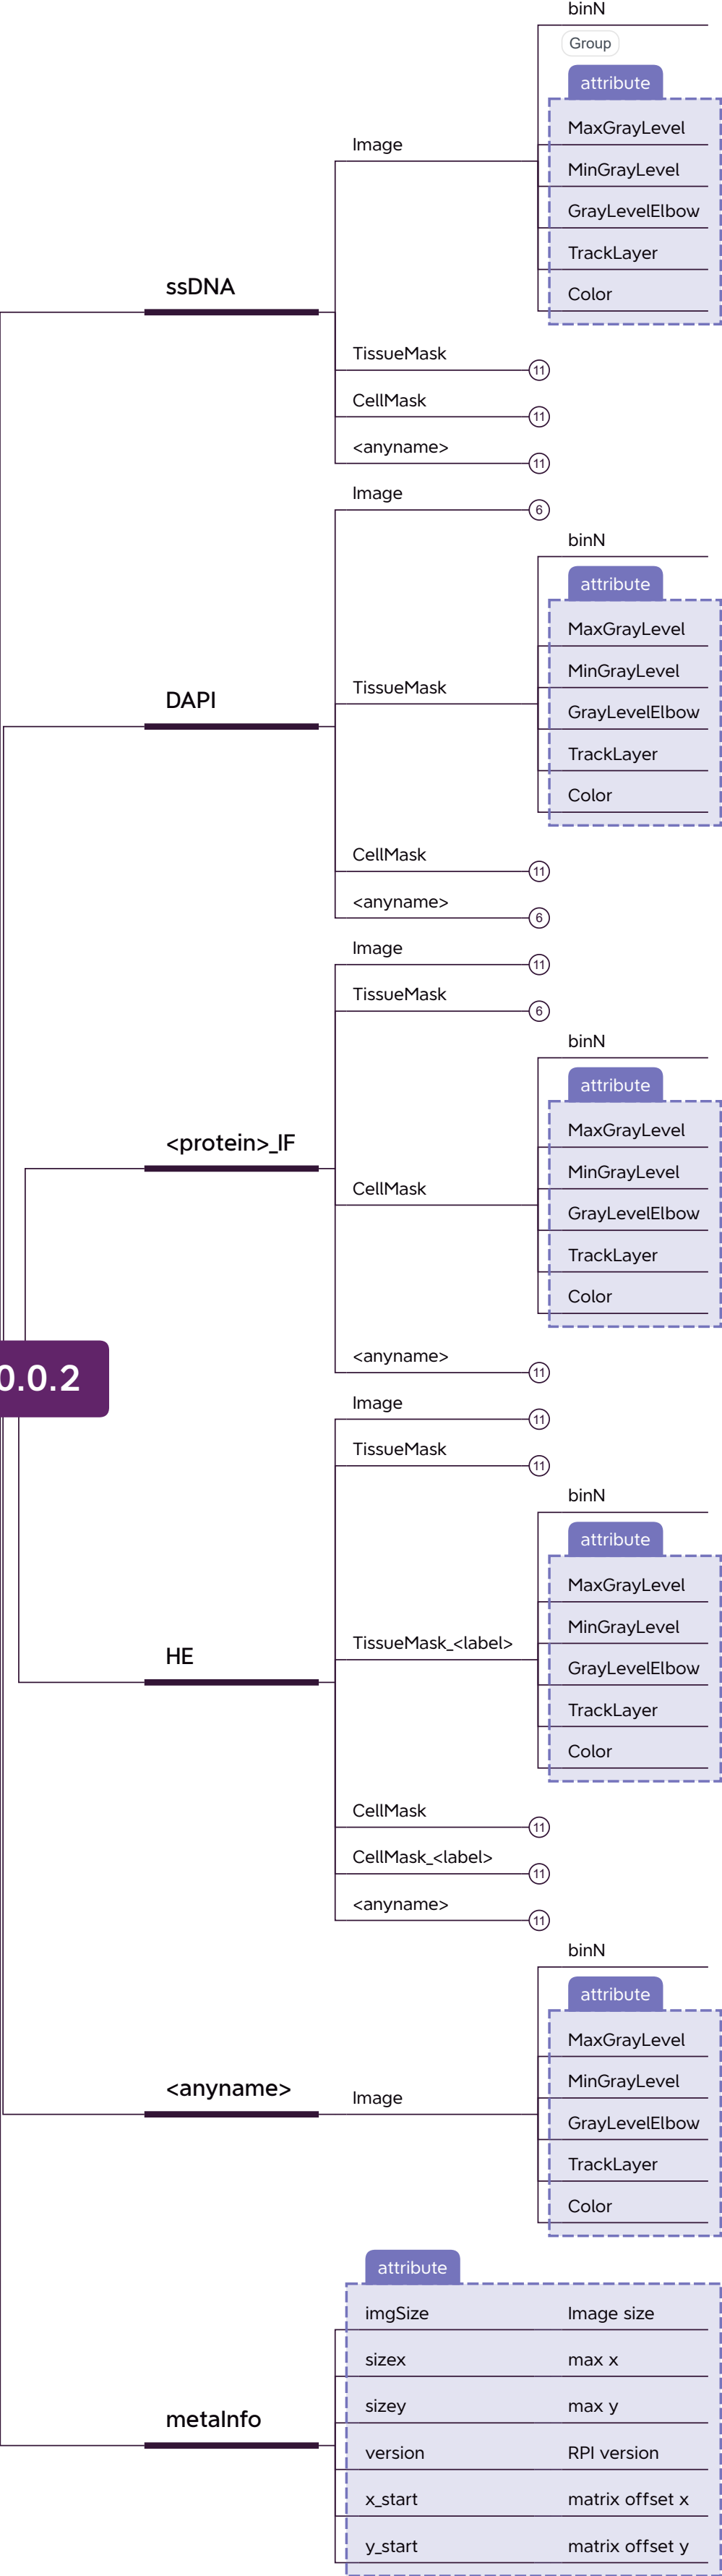 binN
Group
attribute
MaxGrayLevel
Image
MinGrayLevel
GrayLevelElbow
TrackLayer
ssDNA
Color
TissueMask
11
CellMask
11
<anyname>
11
Image
6
binN
attribute
MaxGrayLevel
MinGrayLevel
TissueMask
DAPI
GrayLevelElbow
TrackLayer
Color
CellMask
11
<anyname>
6
Image
11
TissueMask
6
binN
attribute
MaxGrayLevel
<protein>_IF
MinGrayLevel
CellMask
GrayLevelElbow
TrackLayer
Color
<anyname>
11
0.0.2
Image
11
TissueMask
11
binN
attribute
MaxGrayLevel
MinGrayLevel
TissueMask_<label>
HE
GrayLevelElbow
TrackLayer
Color
CellMask
11
CellMask_<label>
11
<anyname>
11
binN
attribute
MaxGrayLevel
MinGrayLevel
<anyname>
Image
GrayLevelElbow
TrackLayer
Color
attribute
imgSize Image size
sizex max x
sizey max y
metaInfo
version RPI version
x_start matrix offset x
y_start matrix offset y